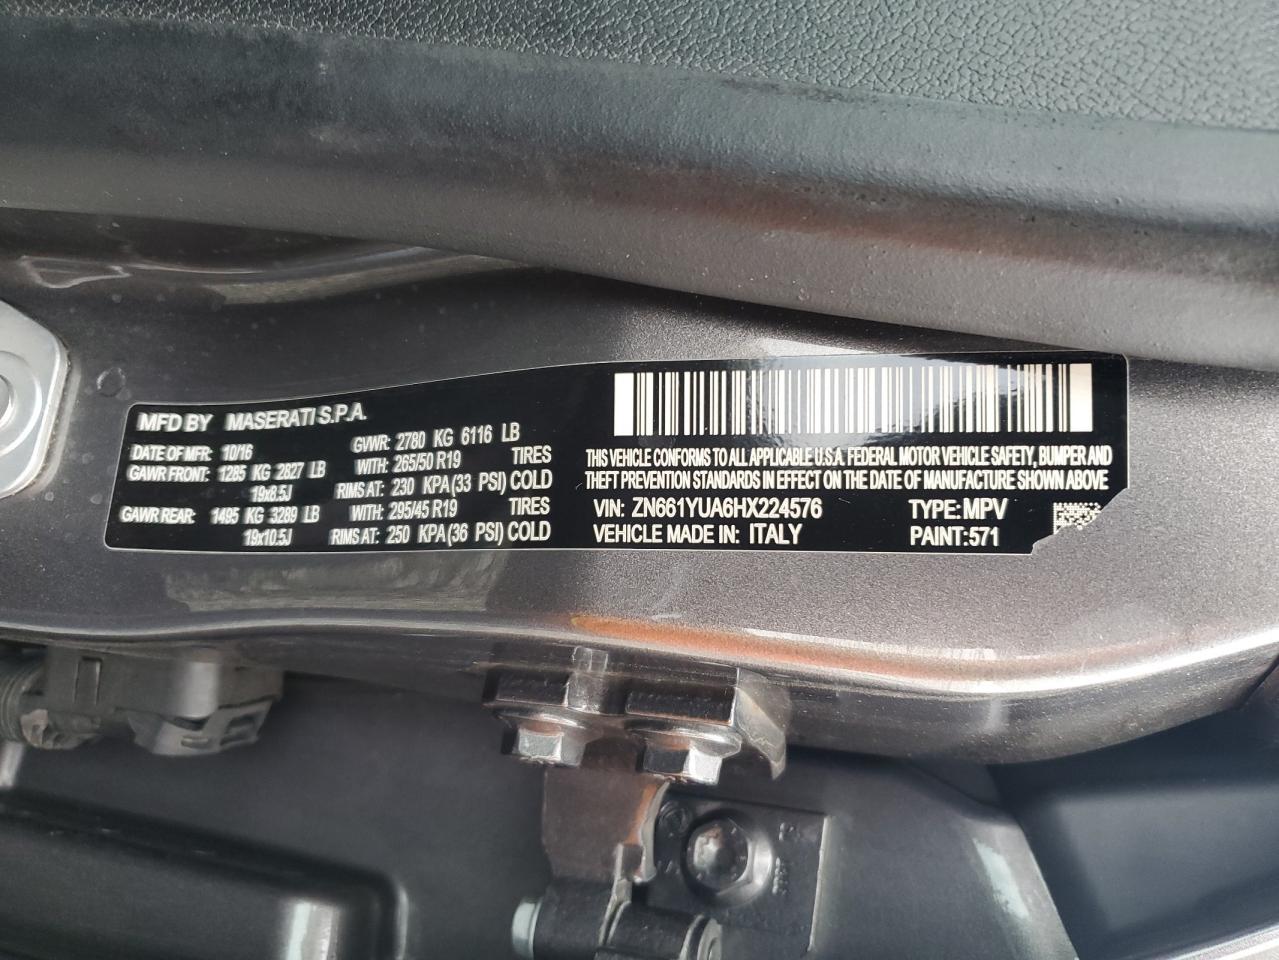 MFD BY MASERATI S.P.A.
DATE OF MFR: 10/16 GVWR: 2780 KG 6116 LB
GAWR FRONT: 1285 KG 2827 LB WITH: 265/50 R19 TIRES
19x8.5J RIMS AT: 230 KPA(33 PSI) COLD
GAWR REAR: 1495 KG 3289 LB WITH: 295/45 R19 TIRES
19x10.5J RIMS AT: 250 KPA(36 PSI) COLD
THIS VEHICLE CONFORMS TO ALL APPLICABLE U.S.A. FEDERAL MOTOR VEHICLE SAFETY, BUMPER AND
THEFT PREVENTION STANDARDS IN EFFECT ON THE DATE OF MANUFACTURE SHOWN ABOVE
VIN: ZN661YUA6HX224576 TYPE: MPV
VEHICLE MADE IN: ITALY PAINT: 571